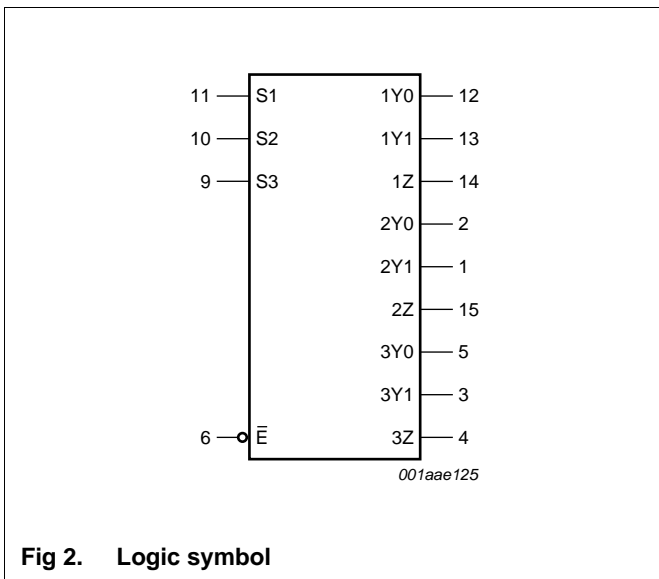 11 S1 1Y0 12
10 S2 1Y1 13
9 S3 1Z 14
2Y0 2
2Y1 1
2Z 15
3Y0 5
3Y1 3
6 E̅ 3Z 4
001aae125
Fig 2. Logic symbol